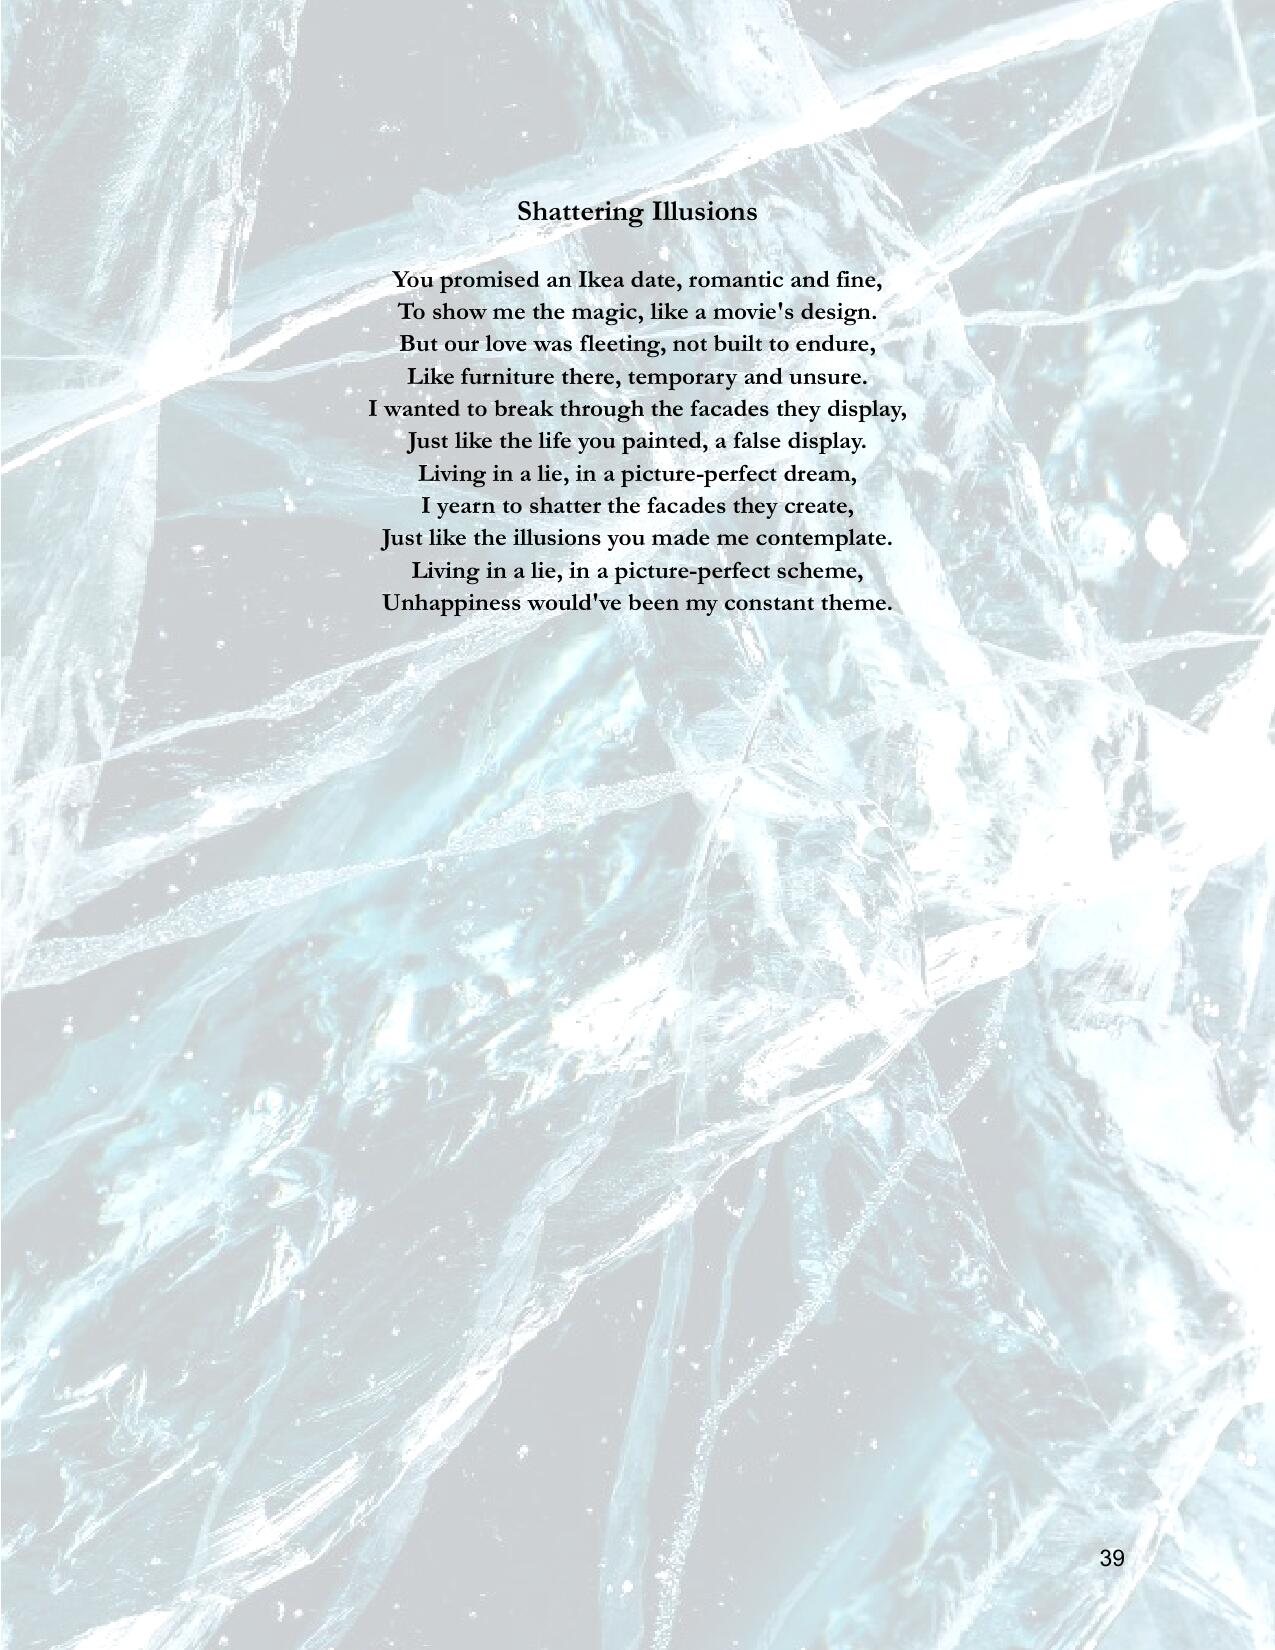 Shattering Illusions
You promised an Ikea date, romantic and fine,
To show me the magic, like a movie's design.
But our love was fleeting, not built to endure,
Like furniture there, temporary and unsure.
I wanted to break through the facades they display,
Just like the life you painted, a false display.
Living in a lie, in a picture-perfect dream,
I yearn to shatter the facades they create,
Just like the illusions you made me contemplate.
Living in a lie, in a picture-perfect scheme,
Unhappiness would've been my constant theme.
39